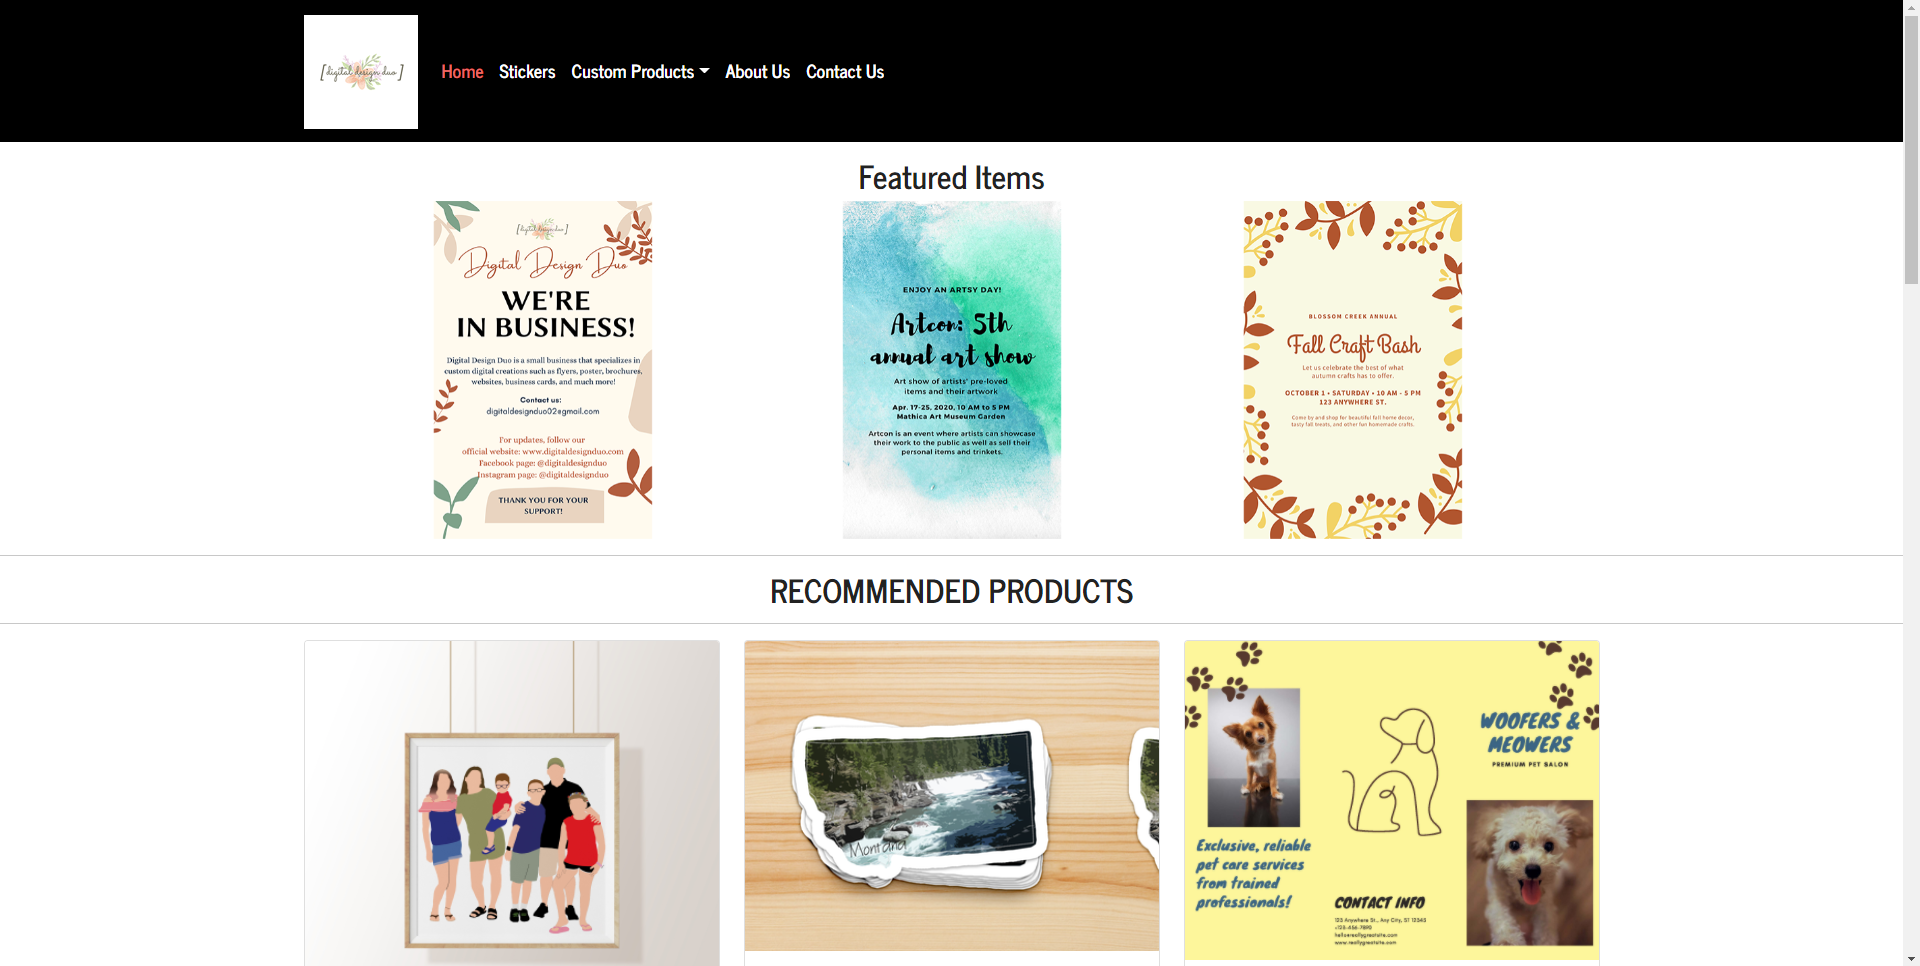 [digital design duo]
Home
Stickers
Custom Products
About Us
Contact Us
Featured Items
[digital design duo]
Digital Design Duo
WE'RE
IN BUSINESS!
Digital Design Duo is a small business that specializes in
custom digital creations such as flyers, poster, brochures,
websites, business cards, and much more!
Contact us:
digitaldesignduo02@gmail.com
For updates, follow our
official website: www.digitaldesignduo.com
Facebook page: @digitaldesignduo
Instagram page: @digitaldesignduo
THANK YOU FOR YOUR
SUPPORT!
ENJOY AN ARTSY DAY!
Artcon: 5th
annual art show
Art show of artists' pre-loved
items and their artwork
Apr. 17-25, 2020, 10 AM to 5 PM
Mathica Art Museum Garden
Artcon is an event where artists can showcase
their work to the public as well as sell their
personal items and trinkets.
BLOSSOM CREEK ANNUAL
Fall Craft Bash
Let us celebrate the best of what
autumn crafts has to offer.
OCTOBER 1 • SATURDAY • 10 AM - 5 PM
123 ANYWHERE ST.
Come by and shop for beautiful fall home decor,
tasty fall treats, and other fun homemade crafts.
RECOMMENDED PRODUCTS
Montana
WOOFERS &
MEOWERS
PREMIUM PET SALON
Exclusive, reliable
pet care services
from trained
professionals!
CONTACT INFO
123 Anywhere St., Any City, ST 12345
+123-456-7890
hello@reallygreatsite.com
www.reallygreatsite.com